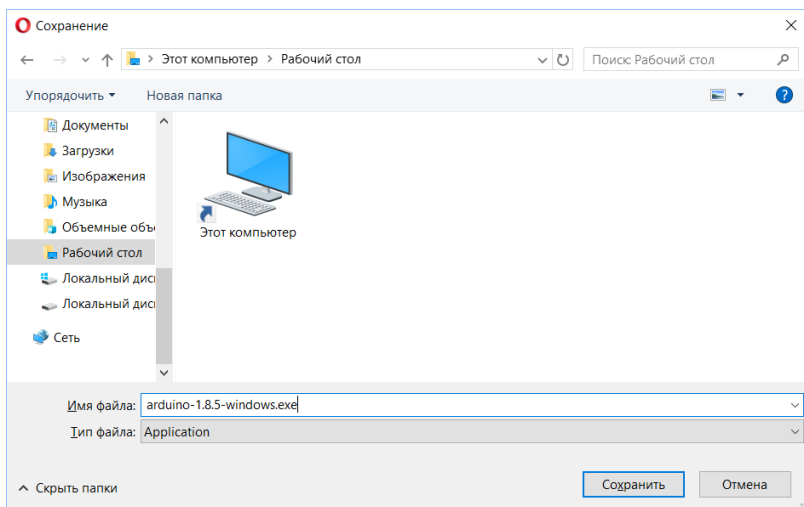 Сохранение
Этот компьютер > Рабочий стол
Поиск: Рабочий стол
Упорядочить
Новая папка
Документы
Загрузки
Изображения
Музыка
Объемные объ
Рабочий стол
Локальный дис
Локальный дис
Сеть
Этот компьютер
Имя файла: arduino-1.8.5-windows.exe
Тип файла: Application
Скрыть папки
Сохранить
Отмена